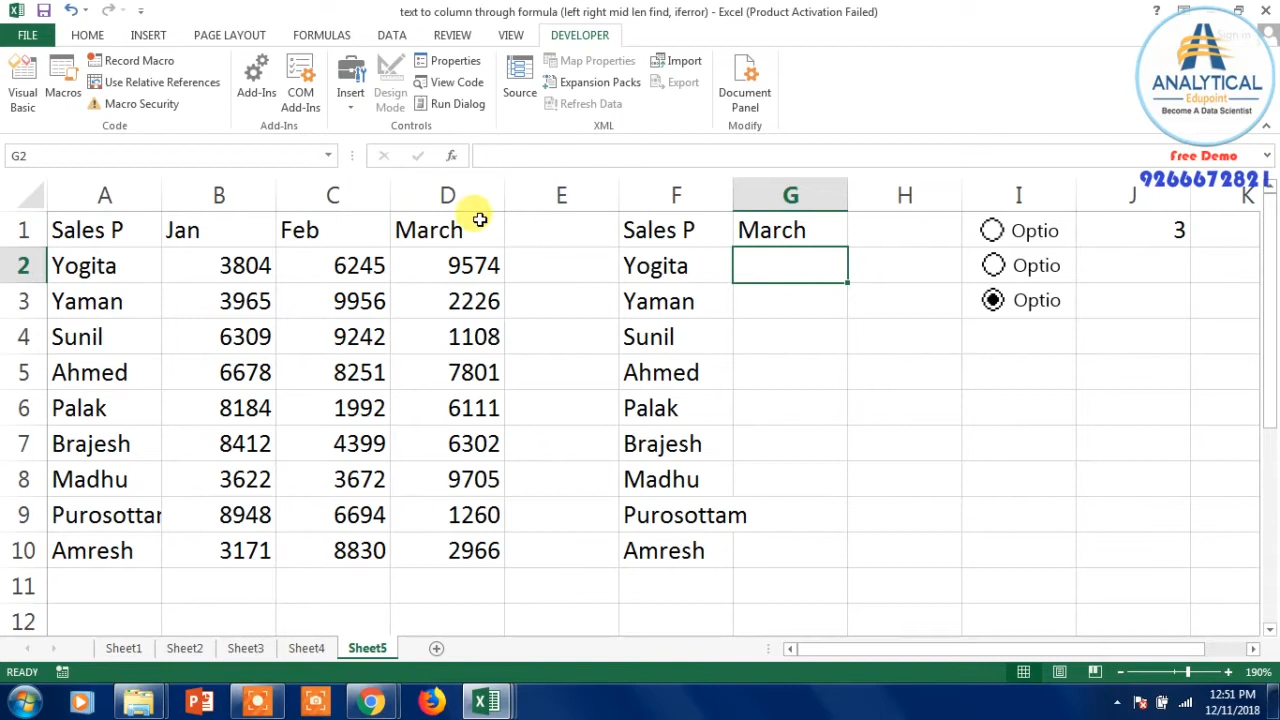 text to column through formula (left right mid len find, iferror) - Excel (Product Activation Failed)
FILE HOME INSERT PAGE LAYOUT FORMULAS DATA REVIEW VIEW DEVELOPER
Visual Basic
Macros
Record Macro
Use Relative References
Macro Security
Code
Add-Ins
COM Add-Ins
Add-Ins
Insert
Design Mode
Properties
View Code
Run Dialog
Controls
Source
Map Properties
Expansion Packs
Refresh Data
Import
Export
XML
Document Panel
Modify
ANALYTICAL
Edupoint
Become A Data Scientist
Free Demo
9266672821
G2
A B C D E F G H I J K
1 Sales P Jan Feb March Sales P March Optio 3
2 Yogita 3804 6245 9574 Yogita Optio
3 Yaman 3965 9956 2226 Yaman Optio
4 Sunil 6309 9242 1108 Sunil
5 Ahmed 6678 8251 7801 Ahmed
6 Palak 8184 1992 6111 Palak
7 Brajesh 8412 4399 6302 Brajesh
8 Madhu 3622 3672 9705 Madhu
9 Purosottar 8948 6694 1260 Purosottam
10 Amresh 3171 8830 2966 Amresh
11
12
Sheet1 Sheet2 Sheet3 Sheet4 Sheet5
READY 190%
12:51 PM
12/11/2018